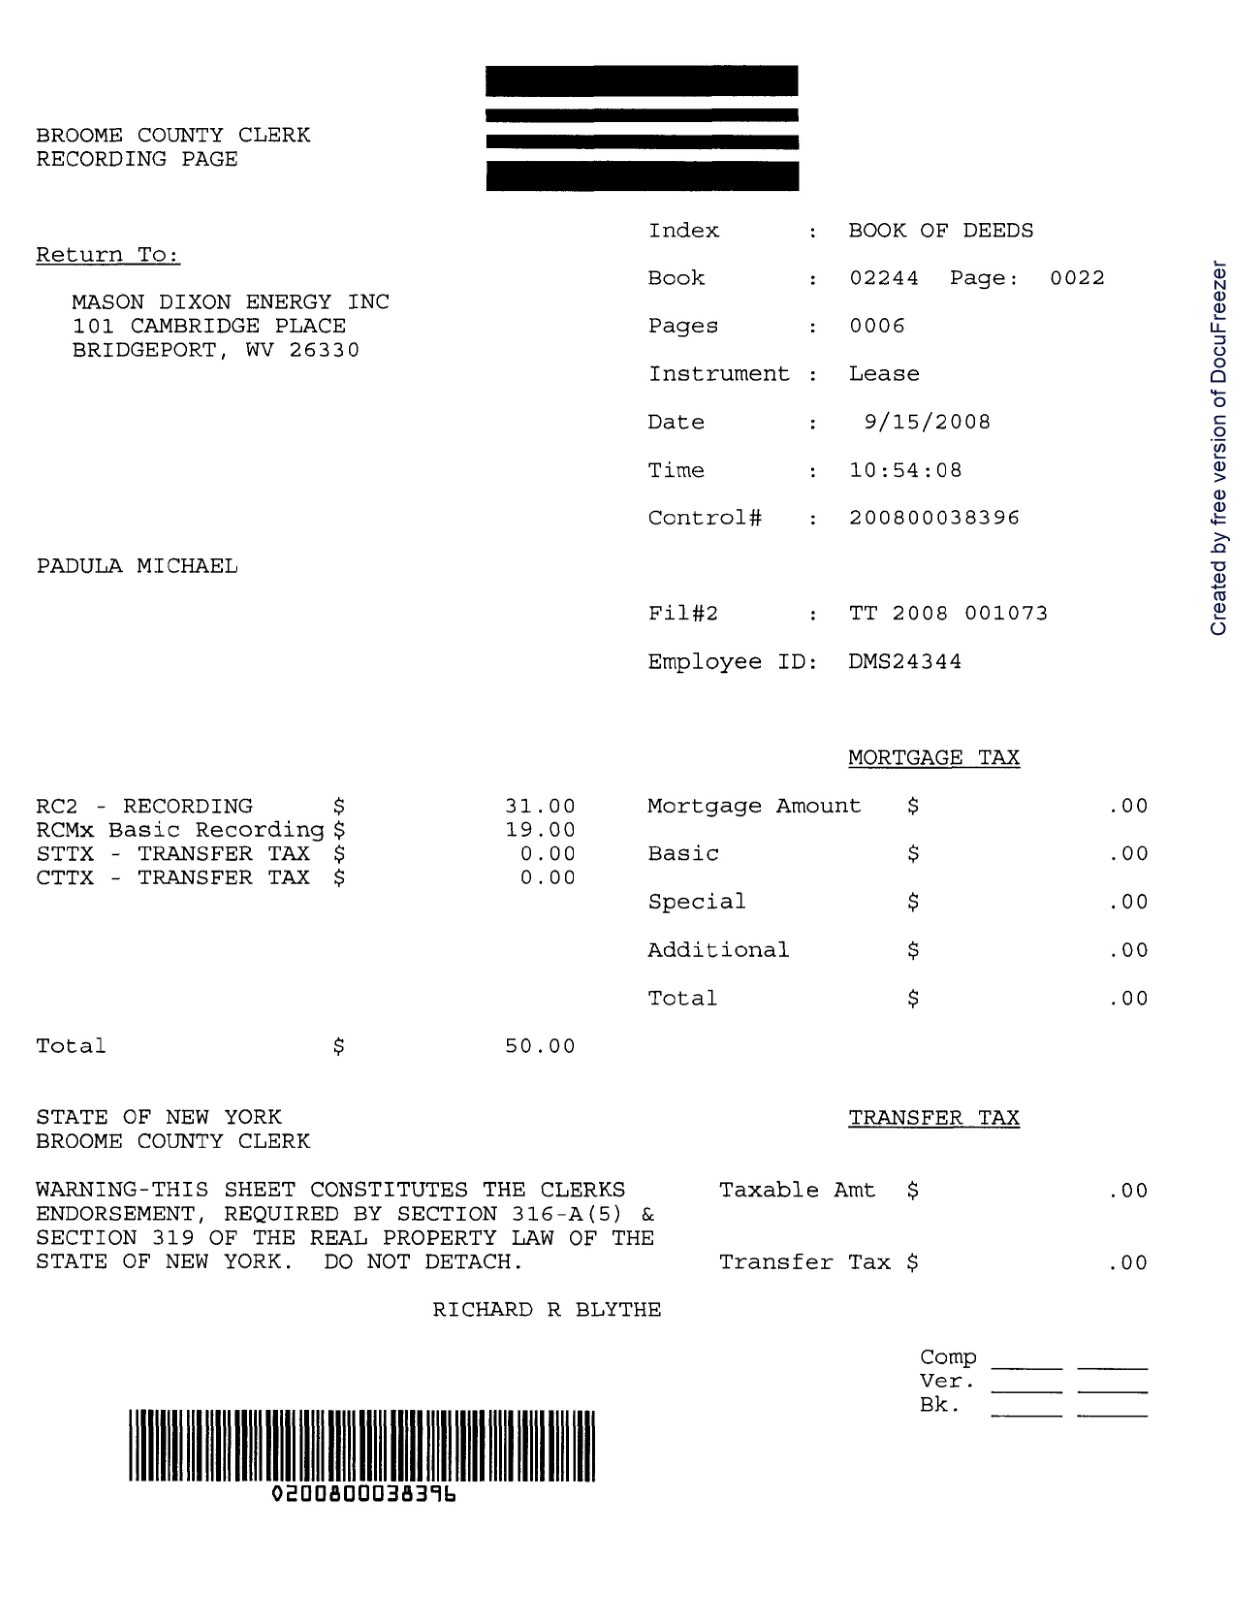 BROOME COUNTY CLERK
RECORDING PAGE
Return To:
MASON DIXON ENERGY INC
101 CAMBRIDGE PLACE
BRIDGEPORT, WV 26330
Index : BOOK OF DEEDS
Book : 02244 Page: 0022
Pages : 0006
Instrument : Lease
Date : 9/15/2008
Time : 10:54:08
Control# : 200800038396
PADULA MICHAEL
Fil#2 : TT 2008 001073
Employee ID: DMS24344
MORTGAGE TAX
RC2 - RECORDING $ 31.00
RCMx Basic Recording $ 19.00
STTX - TRANSFER TAX $ 0.00
CTTX - TRANSFER TAX $ 0.00
Mortgage Amount $ .00
Basic $ .00
Special $ .00
Additional $ .00
Total $ .00
Total $ 50.00
STATE OF NEW YORK
BROOME COUNTY CLERK
WARNING-THIS SHEET CONSTITUTES THE CLERKS
ENDORSEMENT, REQUIRED BY SECTION 316-A(5) &
SECTION 319 OF THE REAL PROPERTY LAW OF THE
STATE OF NEW YORK. DO NOT DETACH.
TRANSFER TAX
Taxable Amt $ .00
Transfer Tax $ .00
RICHARD R BLYTHE
Comp
Ver.
Bk.
0200800038396
Created by free version of DocuFreezer